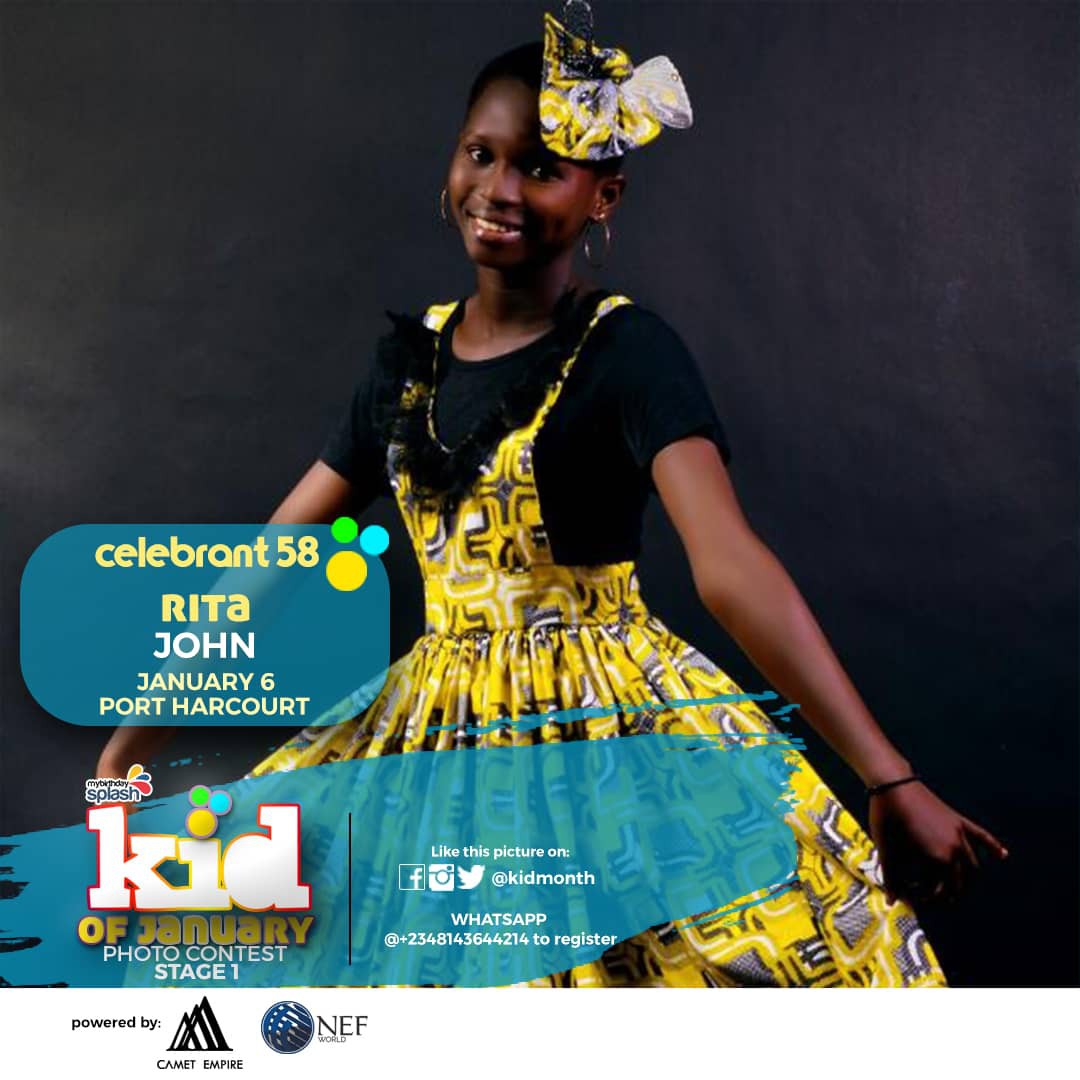 celebrant 58
RITa
JOHN
JANUARY 6
PORT HARCOURT
mybirthday
splash
kid
OF JaNUaRY
PHOTO CONTEST
STAGE 1
Like this picture on:
@kidmonth
WHATSAPP
@+2348143644214 to register
powered by:
CAMET EMPIRE
NEF
WORLD